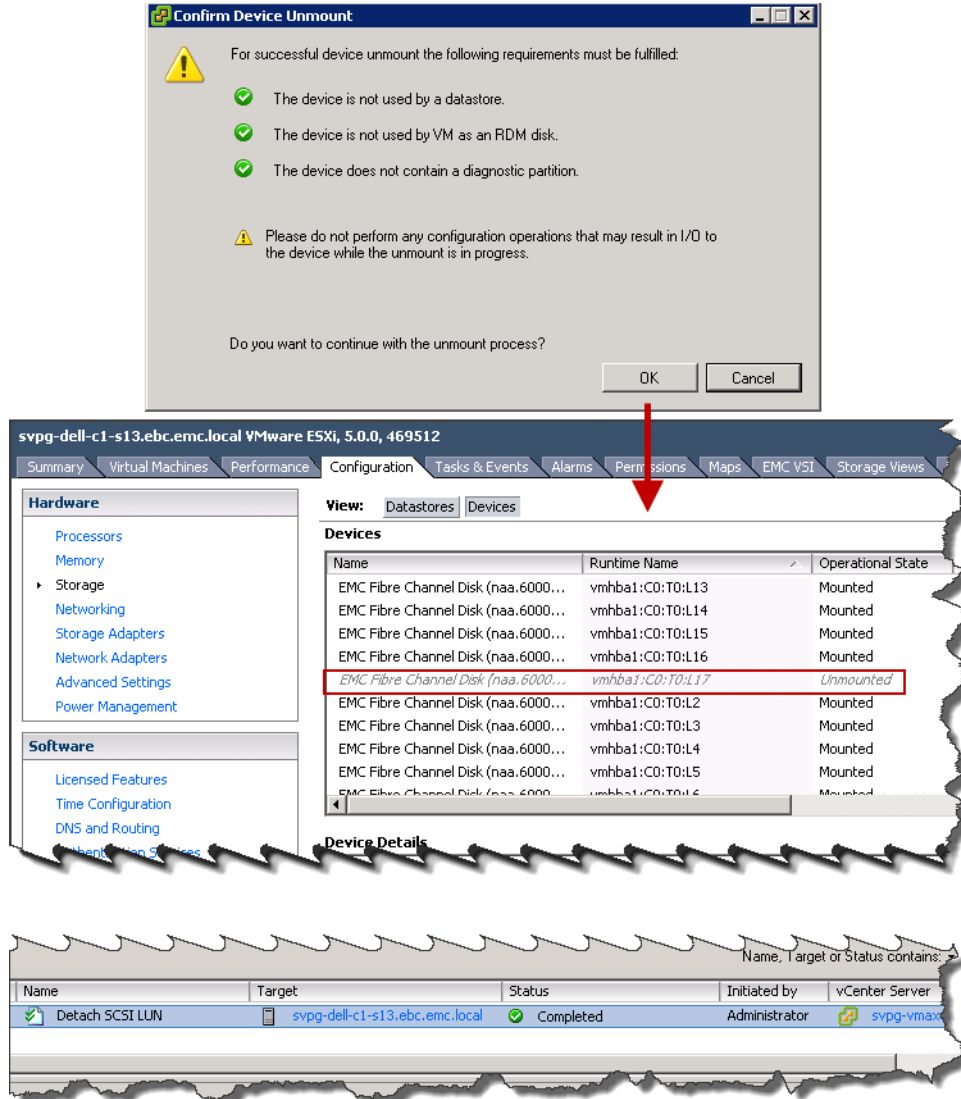 Confirm Device Unmount
For successful device unmount the following requirements must be fulfilled:
The device is not used by a datastore.
The device is not used by VM as an RDM disk.
The device does not contain a diagnostic partition.
Please do not perform any configuration operations that may result in I/O to
the device while the unmount is in progress.
Do you want to continue with the unmount process?
OK Cancel
svpg-dell-c1-s13.ebc.emc.local VMware ESXi, 5.0.0, 469512
Summary Virtual Machines Performance Configuration Tasks & Events Alarms Permissions Maps EMC VSI Storage Views
Hardware
Processors
Memory
Storage
Networking
Storage Adapters
Network Adapters
Advanced Settings
Power Management
Software
Licensed Features
Time Configuration
DNS and Routing
View: Datastores Devices
Devices
Name Runtime Name Operational State
EMC Fibre Channel Disk (naa.6000... vmhba1:C0:T0:L13 Mounted
EMC Fibre Channel Disk (naa.6000... vmhba1:C0:T0:L14 Mounted
EMC Fibre Channel Disk (naa.6000... vmhba1:C0:T0:L15 Mounted
EMC Fibre Channel Disk (naa.6000... vmhba1:C0:T0:L16 Mounted
EMC Fibre Channel Disk (naa.6000... vmhba1:C0:T0:L17 Unmounted
EMC Fibre Channel Disk (naa.6000... vmhba1:C0:T0:L2 Mounted
EMC Fibre Channel Disk (naa.6000... vmhba1:C0:T0:L3 Mounted
EMC Fibre Channel Disk (naa.6000... vmhba1:C0:T0:L4 Mounted
EMC Fibre Channel Disk (naa.6000... vmhba1:C0:T0:L5 Mounted
EMC Fibre Channel Disk (naa.6000... vmhba1:C0:T0:L6 Mounted
Device Details
Name, Target or Status contains:
Name Target Status Initiated by vCenter Server
Detach SCSI LUN svpg-dell-c1-s13.ebc.emc.local Completed Administrator svpg-vmax